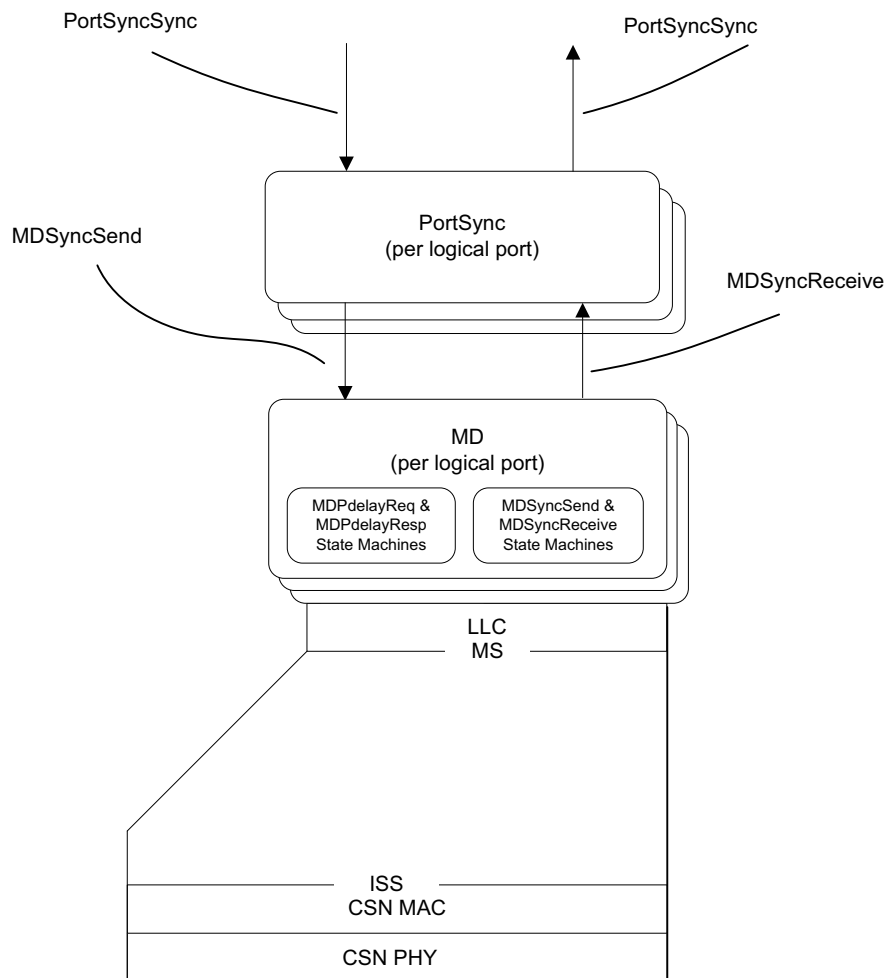 PortSyncSync
PortSyncSync
PortSync
(per logical port)
MDSyncSend
MDSyncReceive
MD
(per logical port)
MDPdelayReq &
MDPdelayResp
State Machines
MDSyncSend &
MDSyncReceive
State Machines
LLC
MS
ISS
CSN MAC
CSN PHY